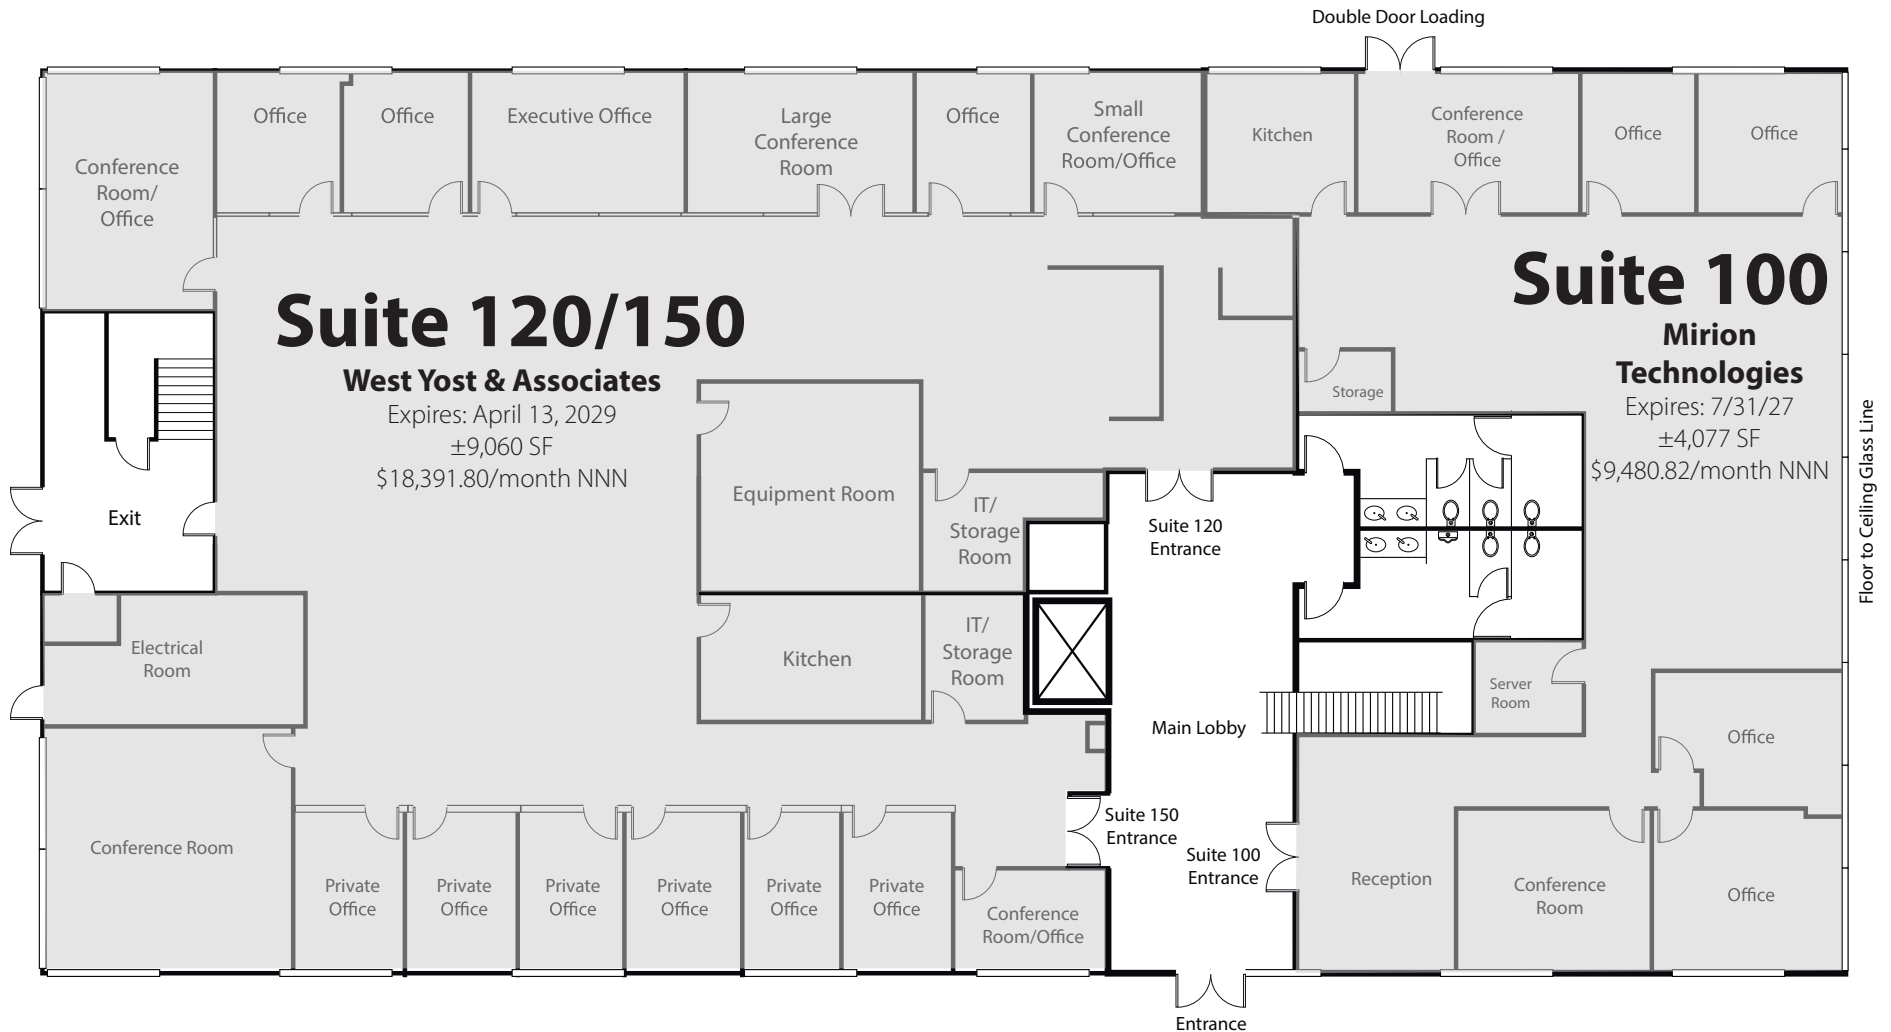 Double Door Loading
Office
Office
Executive Office
Large
Conference
Room
Office
Small
Conference
Room/Office
Kitchen
Conference
Room /
Office
Office
Office
Conference
Room/
Office
Suite 120/150
West Yost & Associates
Expires: April 13, 2029
±9,060 SF
$18,391.80/month NNN
Suite 100
Mirion
Technologies
Expires: 7/31/27
±4,077 SF
$9,480.82/month NNN
Storage
Floor to Ceiling Glass Line
Exit
Equipment Room
IT/
Storage
Room
Suite 120
Entrance
Electrical
Room
Kitchen
IT/
Storage
Room
Main Lobby
Server
Room
Office
Conference Room
Private
Office
Private
Office
Private
Office
Private
Office
Private
Office
Private
Office
Conference
Room/Office
Suite 150
Entrance
Suite 100
Entrance
Reception
Conference
Room
Office
Entrance